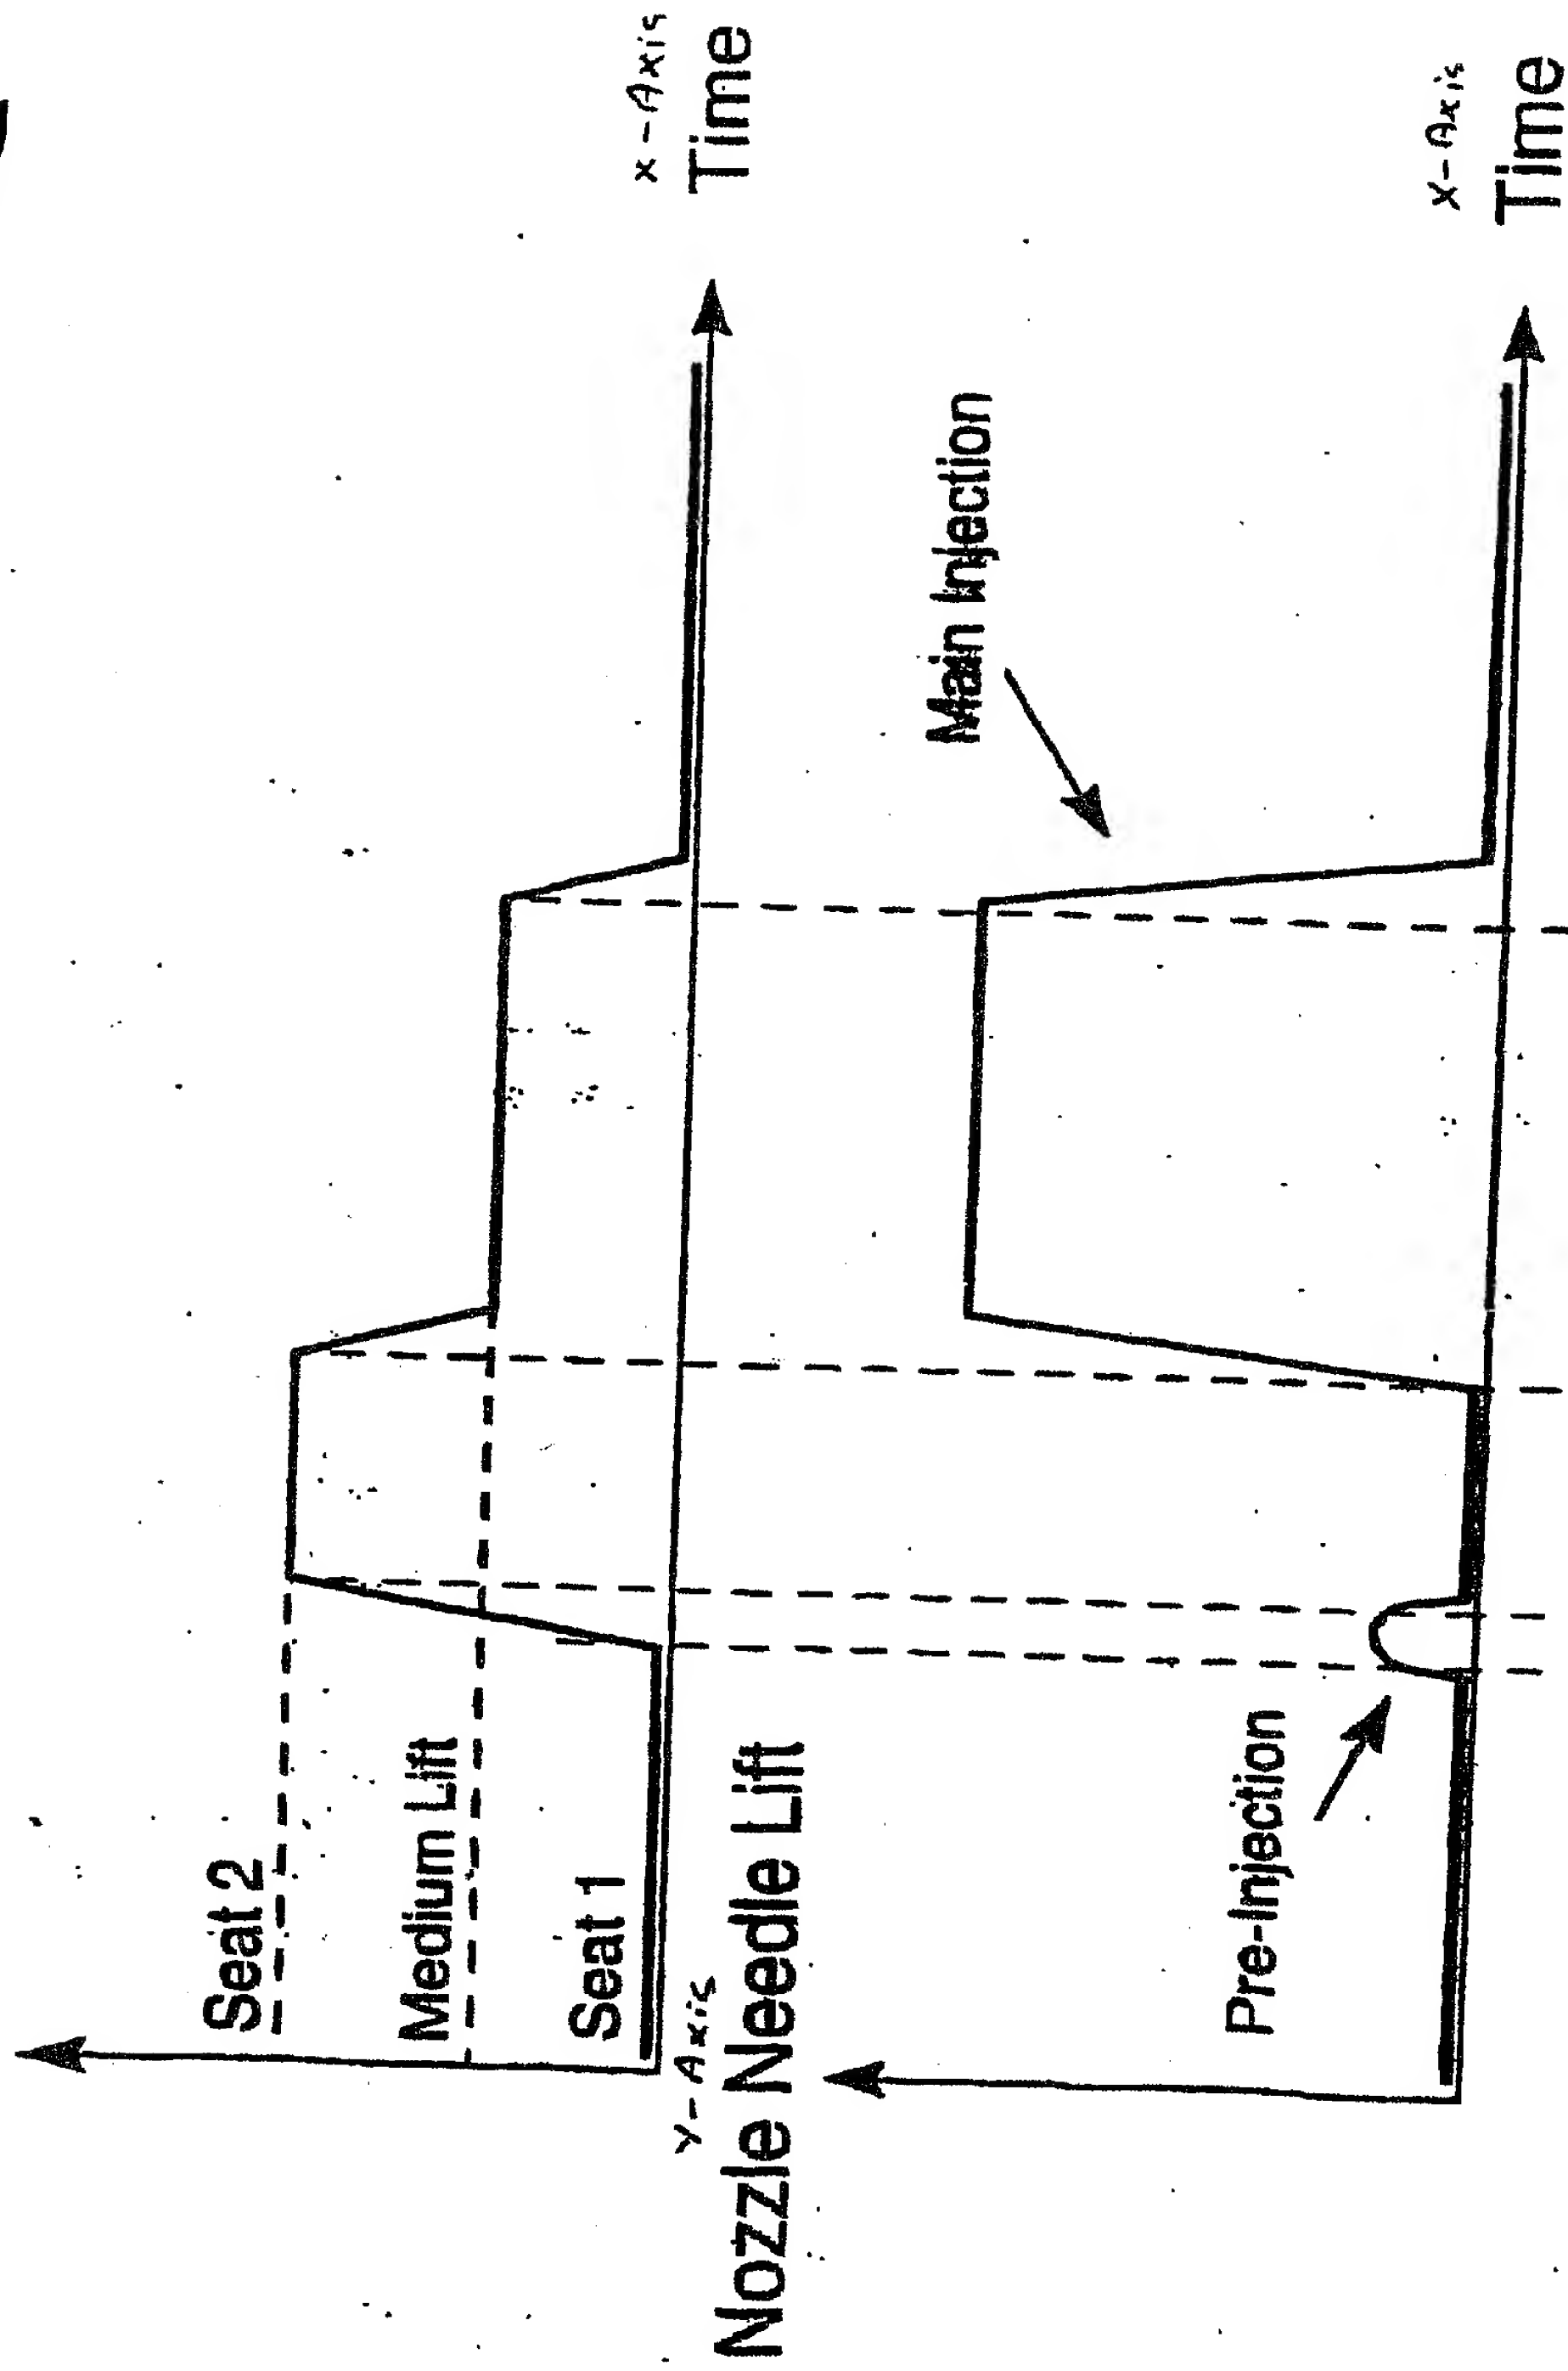 Seat 2
Medium Lift
Seat 1
x-Axis
Time
y-Axis
Nozzle Needle Lift
Main Injection
Pre-Injection
x-Axis
Time